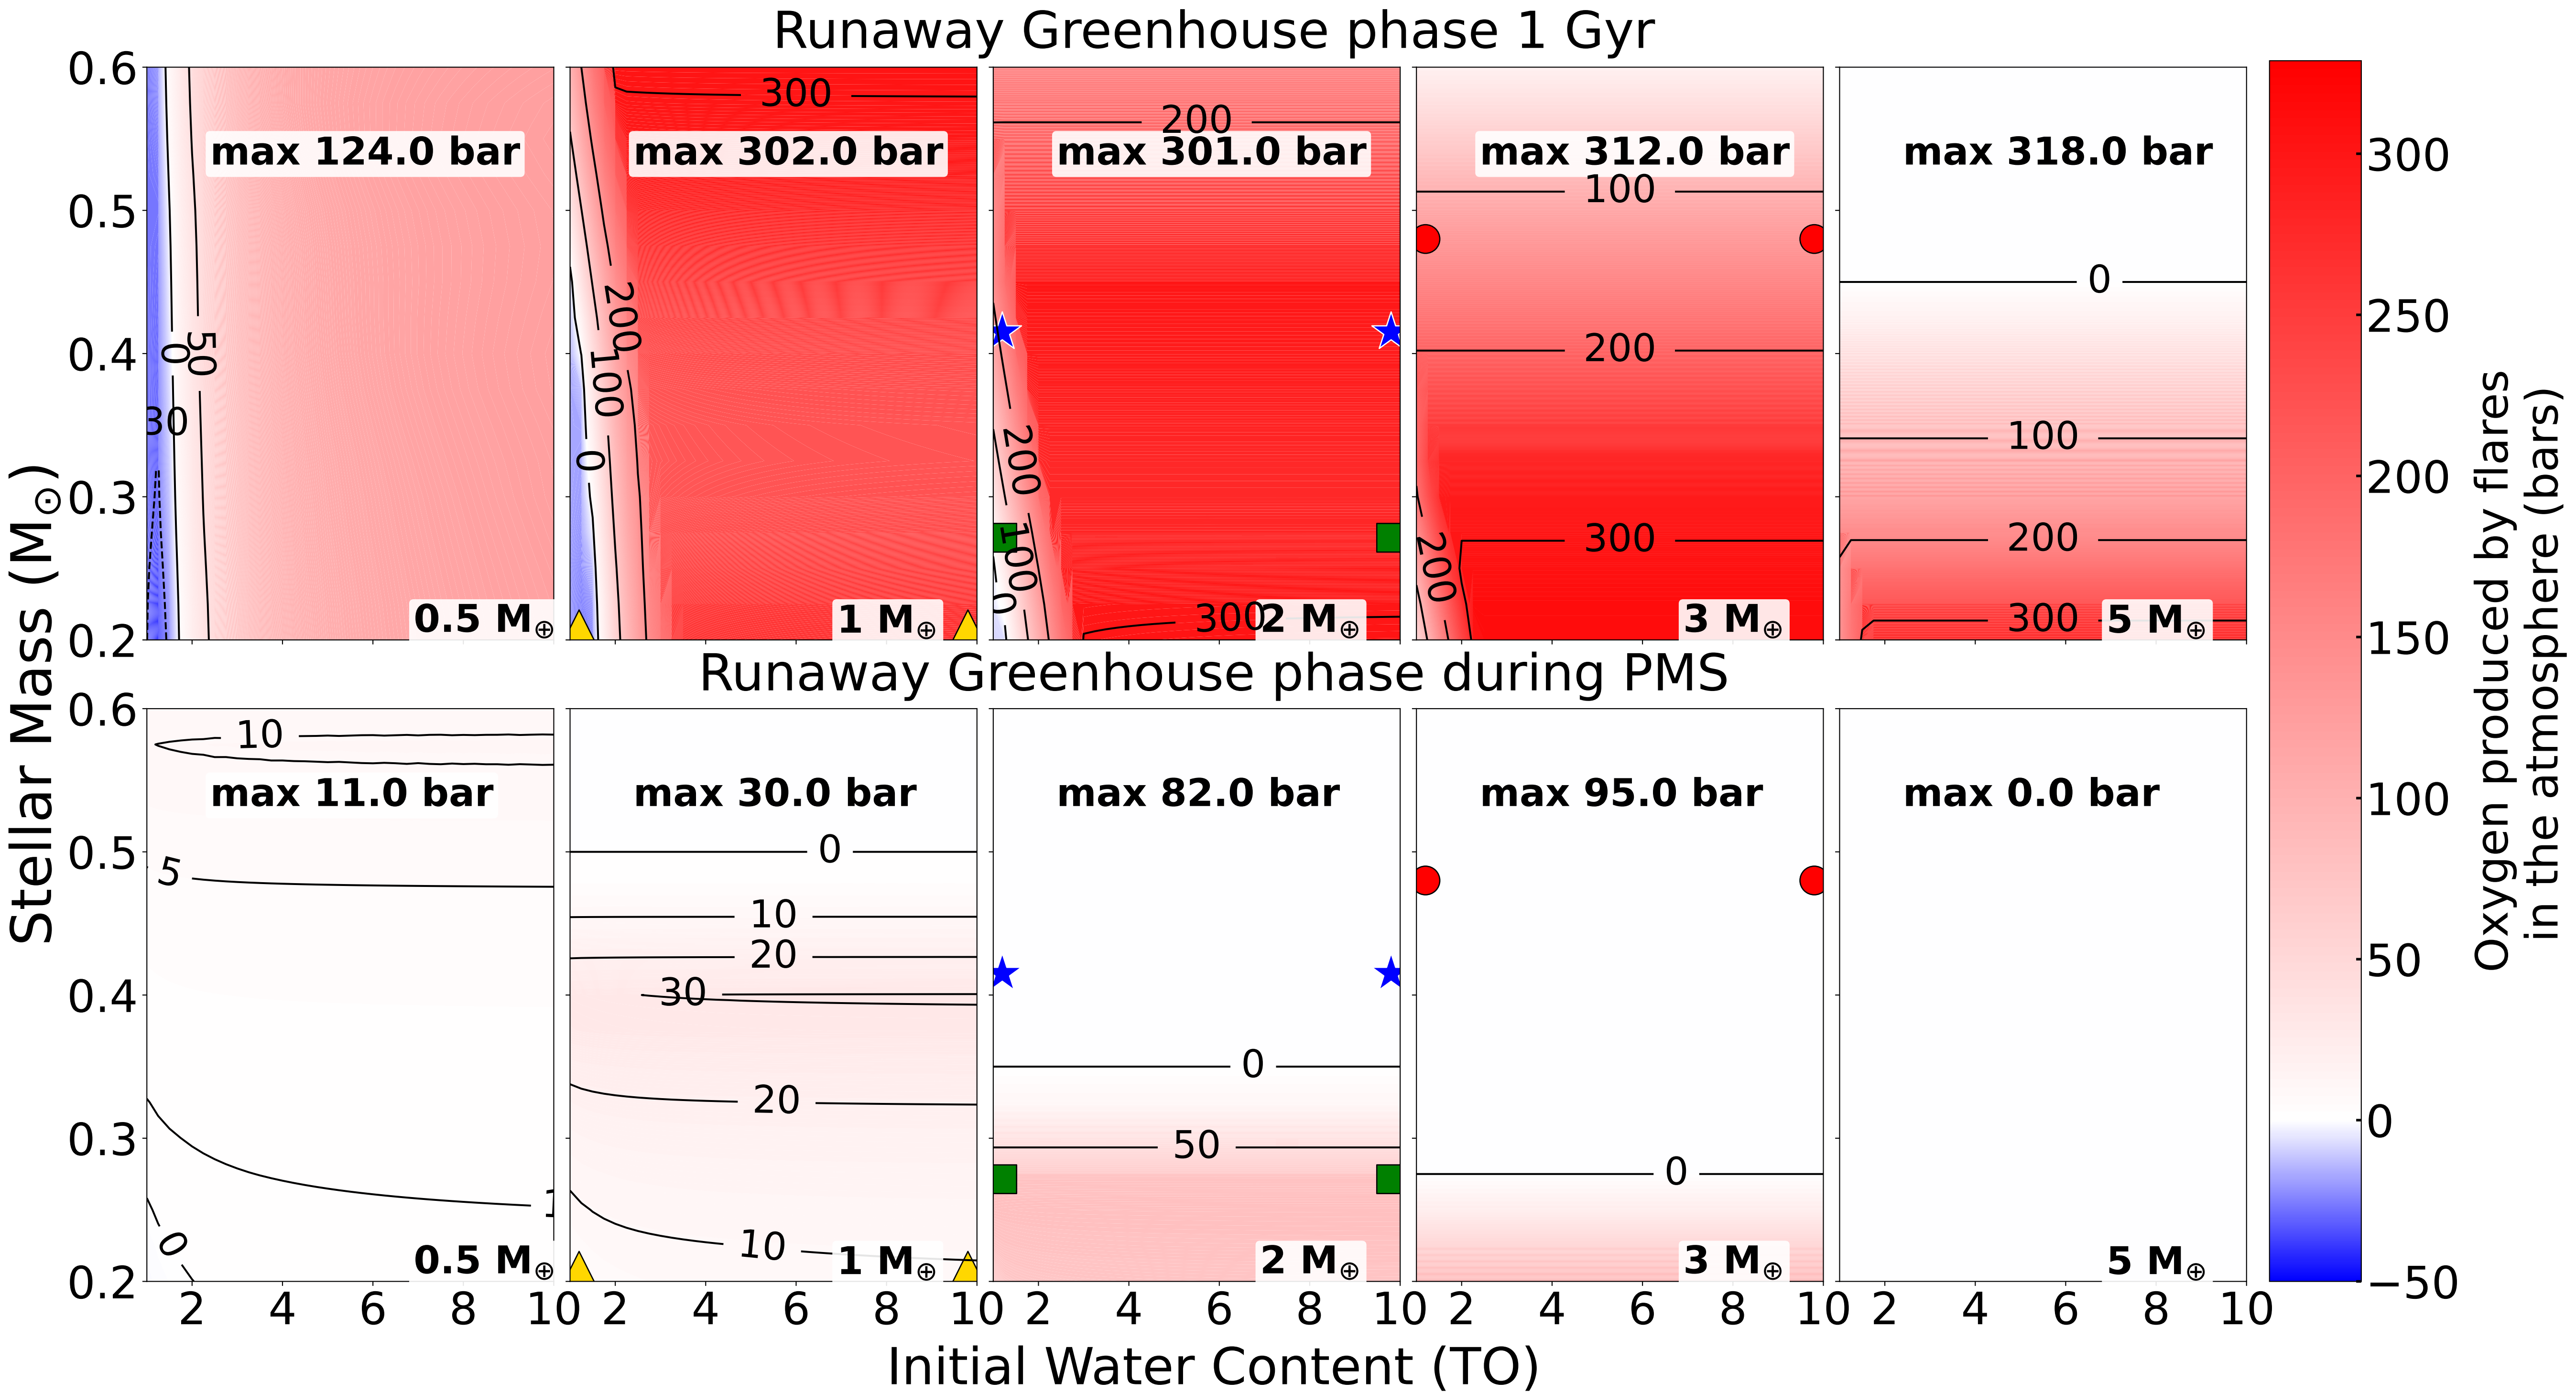 Runaway Greenhouse phase 1 Gyr
0.6
0.5
0.4
0.3
0.2
max 124.0 bar
0
50
30
0.5 M⊕
300
max 302.0 bar
200
100
0
1 M⊕
200
max 301.0 bar
200
100
0
300
2 M⊕
max 312.0 bar
100
200
300
200
3 M⊕
max 318.0 bar
0
100
200
300
5 M⊕
Stellar Mass (M⊙)
Runaway Greenhouse phase during PMS
0.6
0.5
0.4
0.3
0.2
10
max 11.0 bar
5
1
0
0.5 M⊕
max 30.0 bar
0
10
20
30
20
10
1 M⊕
max 82.0 bar
0
50
2 M⊕
max 95.0 bar
0
3 M⊕
max 0.0 bar
5 M⊕
2 4 6 8 10
2 4 6 8 10
2 4 6 8 10
2 4 6 8 10
2 4 6 8 10
Initial Water Content (TO)
300
250
200
150
100
50
0
−50
Oxygen produced by flares
in the atmosphere (bars)